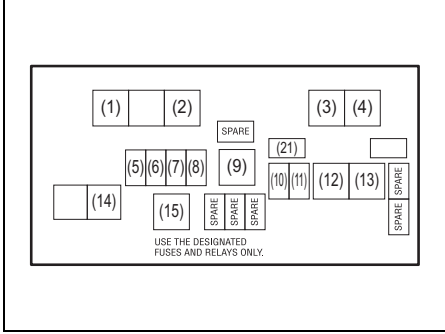 (1) (2) (3) (4)
SPARE
(21)
(5) (6) (7) (8) (9) (10) (11) (12) (13) SPARE
(14) (15) SPARE SPARE SPARE SPARE
USE THE DESIGNATED
FUSES AND RELAYS ONLY.